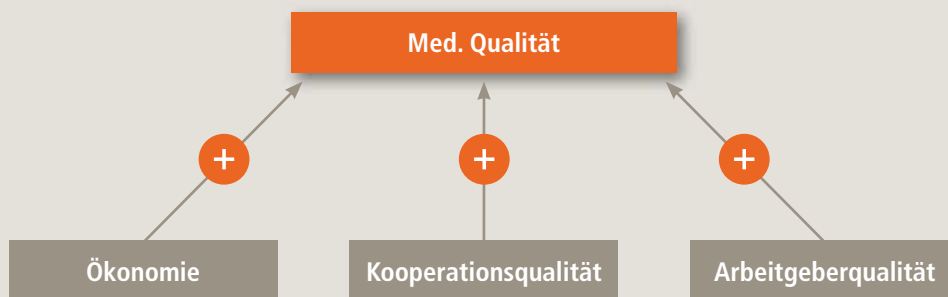 Med. Qualität
+
+
+
Ökonomie
Kooperationsqualität
Arbeitgeberqualität